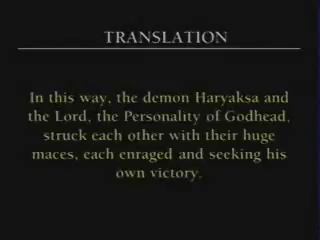 TRANSLATION
In this way, the demon Haryaksa and
the Lord, the Personality of Godhead,
struck each other with their huge
maces, each enraged and seeking his
own victory.